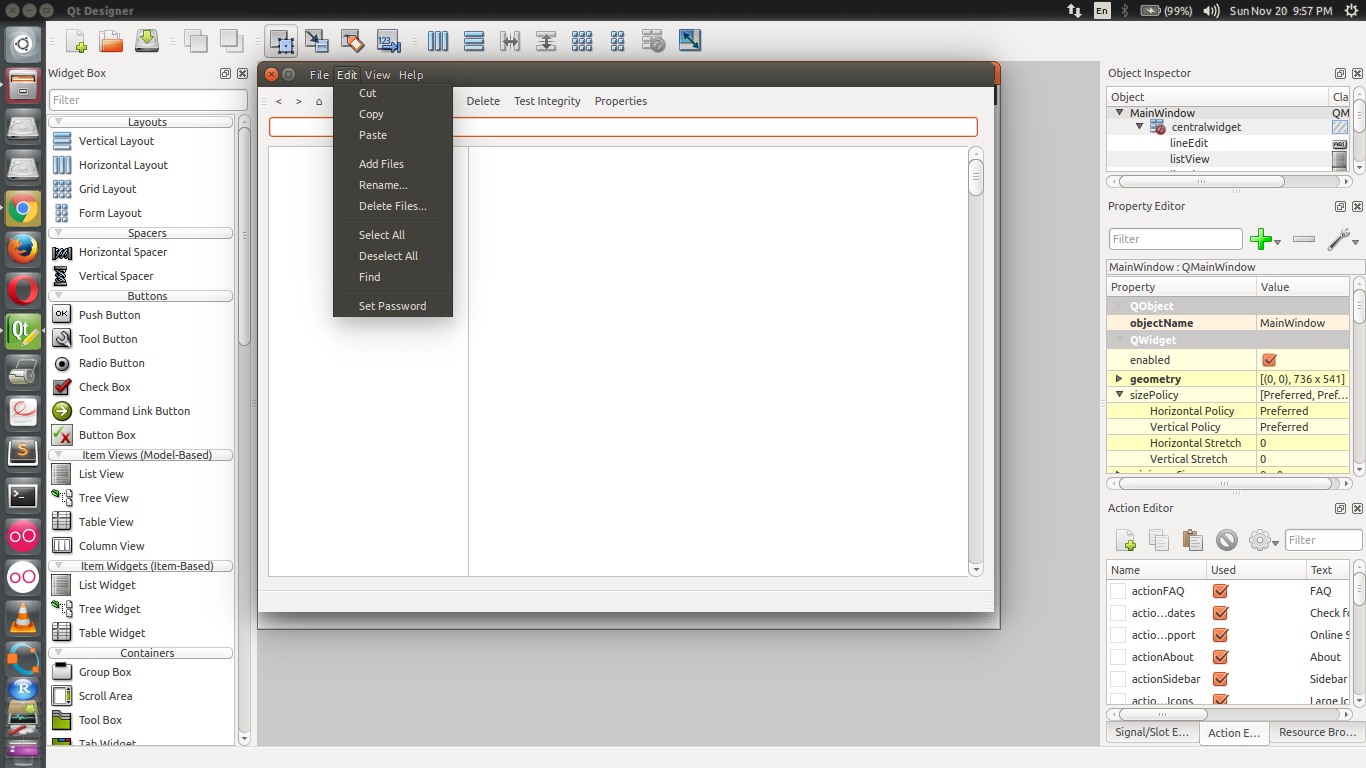 Qt Designer
En
(99%)
Sun Nov 20 9:57 PM
Widget Box
Filter
Layouts
Vertical Layout
Horizontal Layout
Grid Layout
Form Layout
Spacers
Horizontal Spacer
Vertical Spacer
Buttons
OK
Push Button
Tool Button
Radio Button
Check Box
Command Link Button
Button Box
Item Views (Model-Based)
List View
Tree View
Table View
Column View
Item Widgets (Item-Based)
List Widget
Tree Widget
Table Widget
Containers
Group Box
Scroll Area
Tool Box
Tab Widget
123
File Edit View Help
< >
Delete Test Integrity Properties
Cut
Copy
Paste
Add Files
Rename...
Delete Files...
Select All
Deselect All
Find
Set Password
Object Inspector
Object Cla
MainWindow QM
centralwidget
lineEdit
listView
Property Editor
Filter
MainWindow : QMainWindow
Property Value
QObject
objectName MainWindow
QWidget
enabled
geometry [(0, 0), 736 x 541]
sizePolicy [Preferred, Pref...
Horizontal Policy Preferred
Vertical Policy Preferred
Horizontal Stretch 0
Vertical Stretch 0
Action Editor
Filter
Name Used Text
actionFAQ FAQ
actio...dates Check fo
actio...pport Online S
actionAbout About
actionSidebar Sidebar
actio...Icons Large Ic
Signal/Slot E... Action E... Resource Bro...